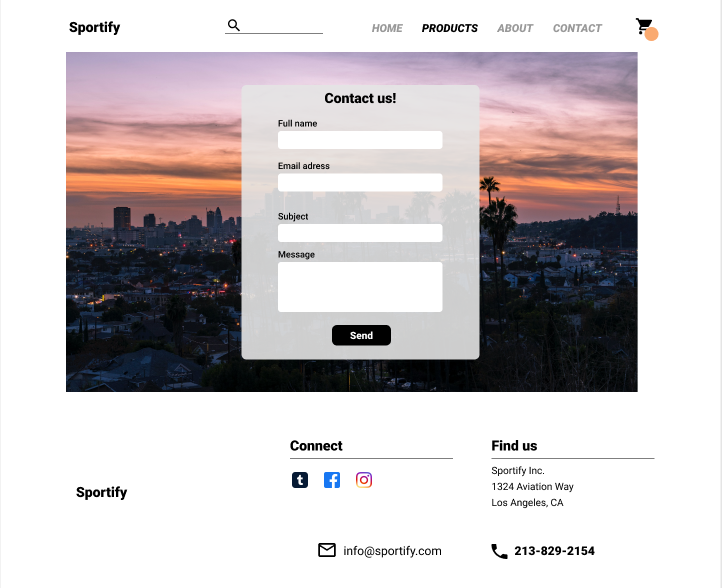 Sportify
HOME PRODUCTS ABOUT CONTACT
Contact us!
Full name
Email adress
Subject
Message
Send
Connect
Find us
Sportify Inc.
1324 Aviation Way
Los Angeles, CA
Sportify
info@sportify.com
213-829-2154